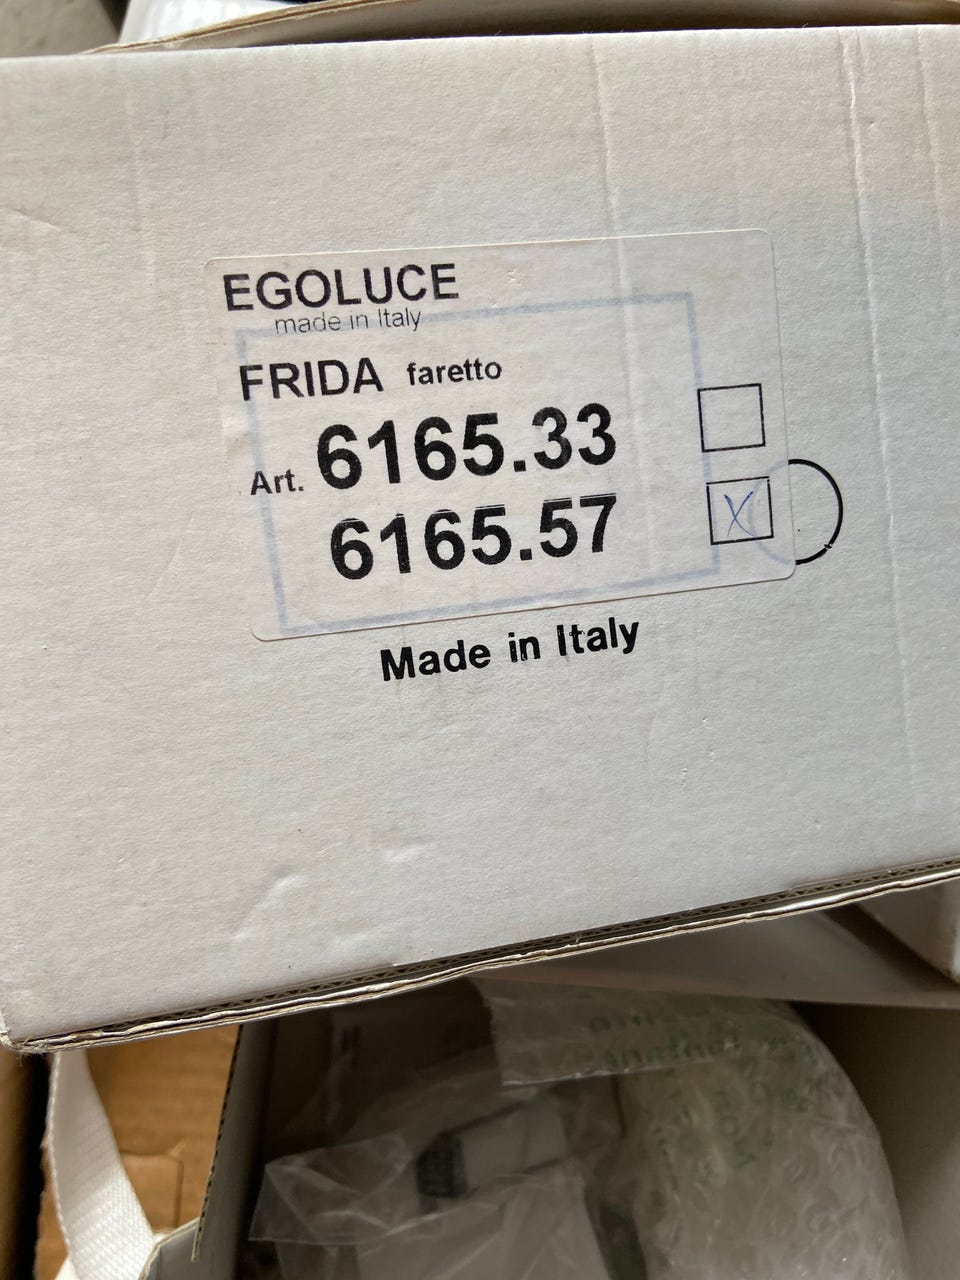 EGOLUCE
made in Italy
FRIDA faretto
Art. 6165.33
6165.57 X
Made in Italy